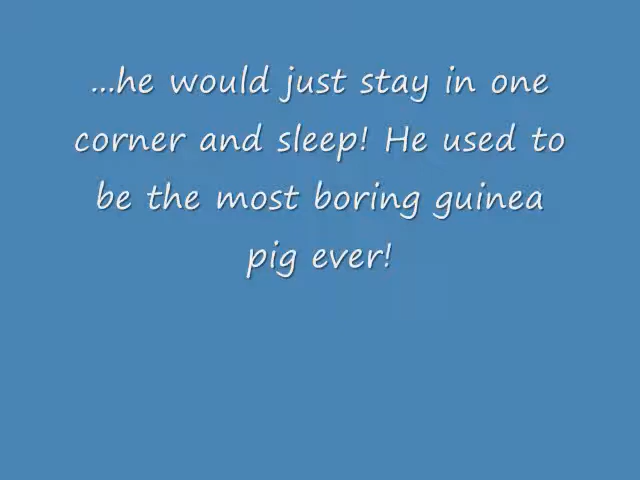 ...he would just stay in one
corner and sleep! He used to
be the most boring guinea
pig ever!